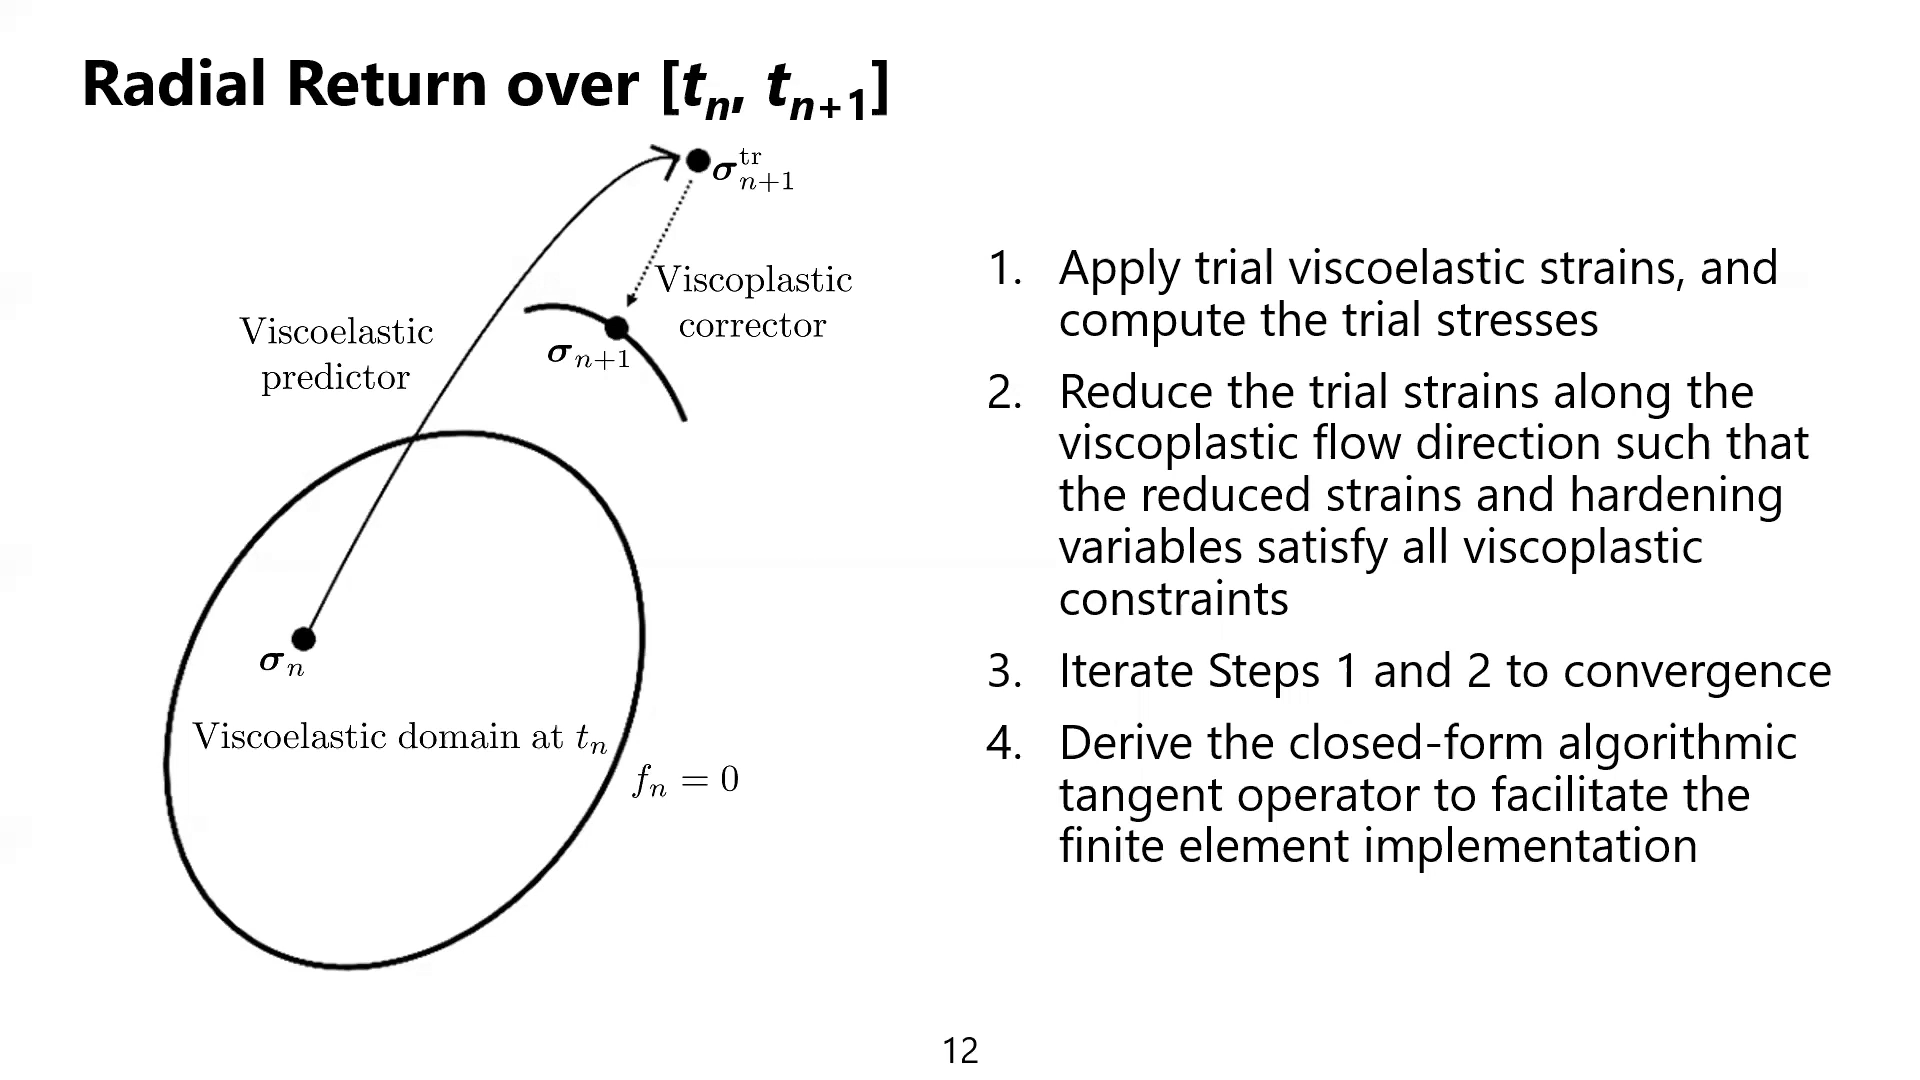 Radial Return over [tₙ, tₙ₊₁]
σₙ₊₁ᵗʳ
Viscoplastic
corrector
Viscoelastic
predictor
σₙ₊₁
σₙ
Viscoelastic domain at tₙ
fₙ = 0
1. Apply trial viscoelastic strains, and
compute the trial stresses
2. Reduce the trial strains along the
viscoplastic flow direction such that
the reduced strains and hardening
variables satisfy all viscoplastic
constraints
3. Iterate Steps 1 and 2 to convergence
4. Derive the closed-form algorithmic
tangent operator to facilitate the
finite element implementation
12